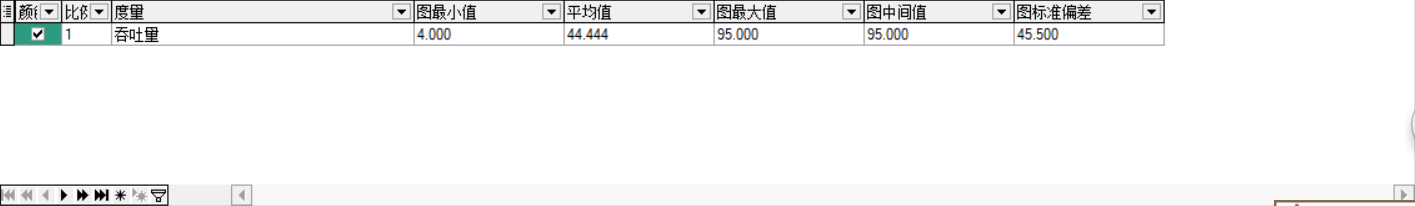 颜 比例 度量 图最小值 平均值 图最大值 图中间值 图标准偏差
1 吞吐量 4.000 44.444 95.000 95.000 45.500